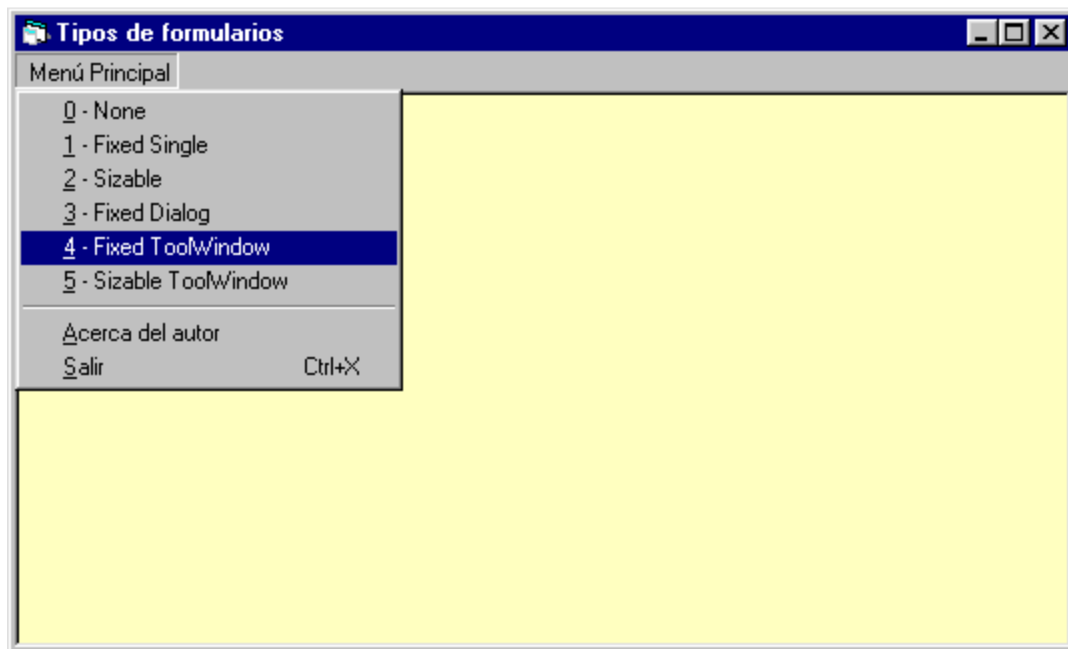 Tipos de formularios
Menú Principal
0 - None
1 - Fixed Single
2 - Sizable
3 - Fixed Dialog
4 - Fixed ToolWindow
5 - Sizable ToolWindow
Acerca del autor
Salir Ctrl+X